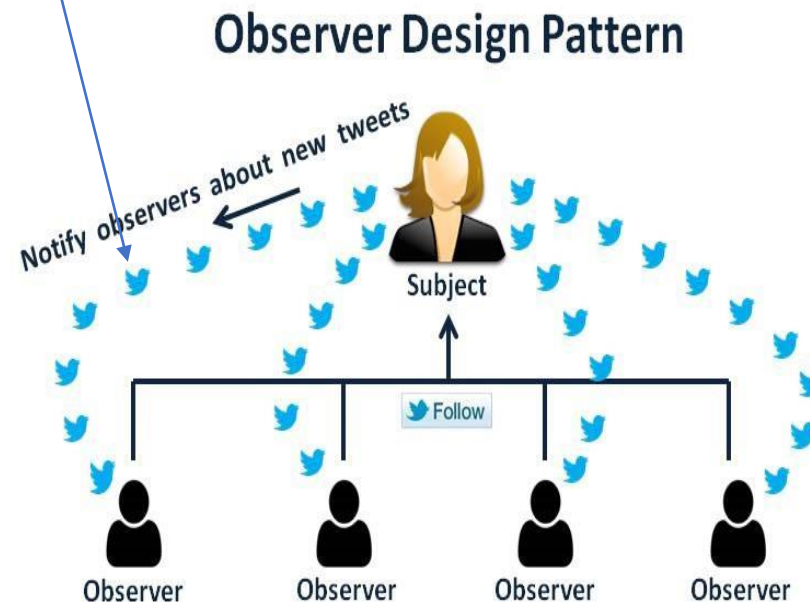 Observer Design Pattern
Notify observers about new tweets
Subject
Follow
Observer Observer Observer Observer